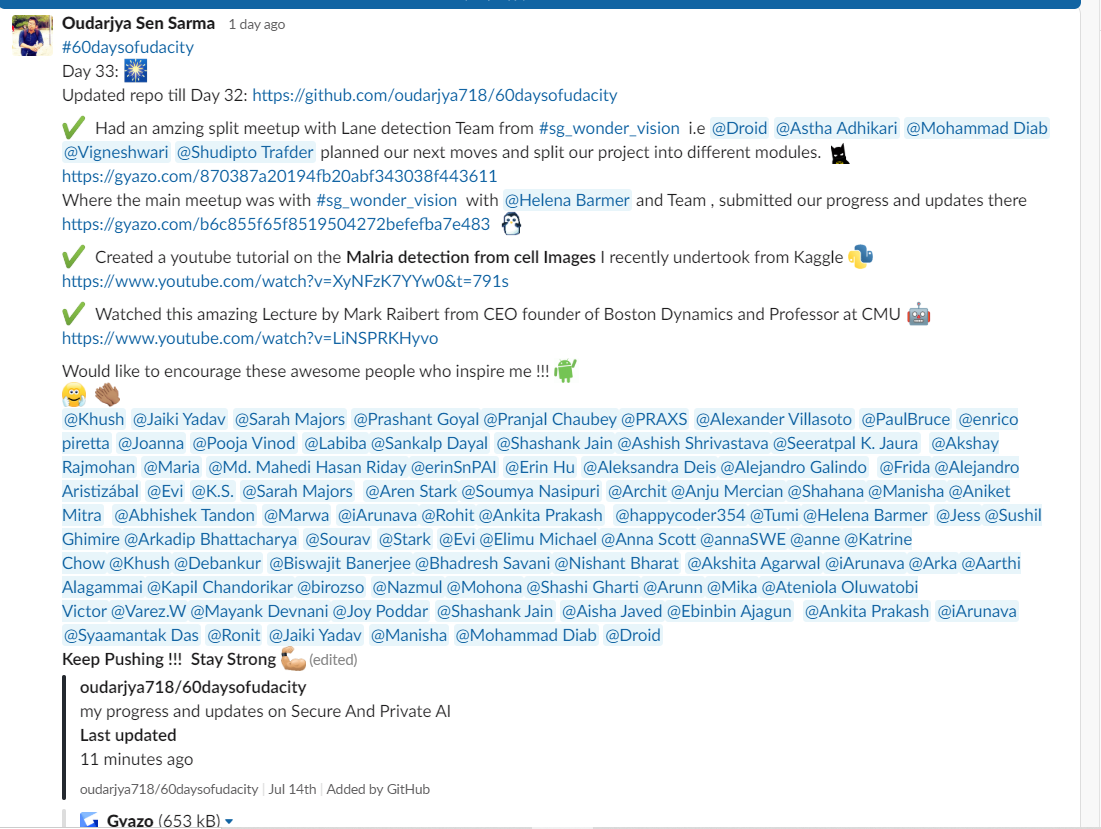 Oudarjya Sen Sarma 1 day ago
#60daysofudacity
Day 33:
Updated repo till Day 32: https://github.com/oudarjya718/60daysofudacity
Had an amzing split meetup with Lane detection Team from #sg_wonder_vision i.e @Droid @Astha Adhikari @Mohammad Diab
@Vigneshwari @Shudipto Trafder planned our next moves and split our project into different modules.
https://gyazo.com/870387a20194fb20abf343038f443611
Where the main meetup was with #sg_wonder_vision with @Helena Barmer and Team , submitted our progress and updates there
https://gyazo.com/b6c855f65f8519504272befefba7e483
Created a youtube tutorial on the Malria detection from cell Images I recently undertook from Kaggle
https://www.youtube.com/watch?v=XyNFzK7YYw0&t=791s
Watched this amazing Lecture by Mark Raibert from CEO founder of Boston Dynamics and Professor at CMU
https://www.youtube.com/watch?v=LiNSPRKHyvo
Would like to encourage these awesome people who inspire me !!!
@Khush @Jaiki Yadav @Sarah Majors @Prashant Goyal @Pranjal Chaubey @PRAXS @Alexander Villasoto @PaulBruce @enrico
piretta @Joanna @Pooja Vinod @Labiba @Sankalp Dayal @Shashank Jain @Ashish Shrivastava @Seeratpal K. Jaura @Akshay
Rajmohan @Maria @Md. Mahedi Hasan Riday @erinSnPAI @Erin Hu @Aleksandra Deis @Alejandro Galindo @Frida @Alejandro
Aristizábal @Evi @K.S. @Sarah Majors @Aren Stark @Soumya Nasipuri @Archit @Anju Mercian @Shahana @Manisha @Aniket
Mitra @Abhishek Tandon @Marwa @iArunava @Rohit @Ankita Prakash @happycoder354 @Tumi @Helena Barmer @Jess @Sushil
Ghimire @Arkadip Bhattacharya @Sourav @Stark @Evi @Elimu Michael @Anna Scott @annaSWE @anne @Katrine
Chow @Khush @Debankur @Biswajit Banerjee @Bhadresh Savani @Nishant Bharat @Akshita Agarwal @iArunava @Arka @Aarthi
Alagammai @Kapil Chandorikar @birozso @Nazmul @Mohona @Shashi Gharti @Arunn @Mika @Ateniola Oluwatobi
Victor @Varez.W @Mayank Devnani @Joy Poddar @Shashank Jain @Aisha Javed @Ebinbin Ajagun @Ankita Prakash @iArunava
@Syaamantak Das @Ronit @Jaiki Yadav @Manisha @Mohammad Diab @Droid
Keep Pushing !!! Stay Strong (edited)
oudarjya718/60daysofudacity
my progress and updates on Secure And Private AI
Last updated
11 minutes ago
oudarjya718/60daysofudacity | Jul 14th | Added by GitHub
Gyazo (653 kB)